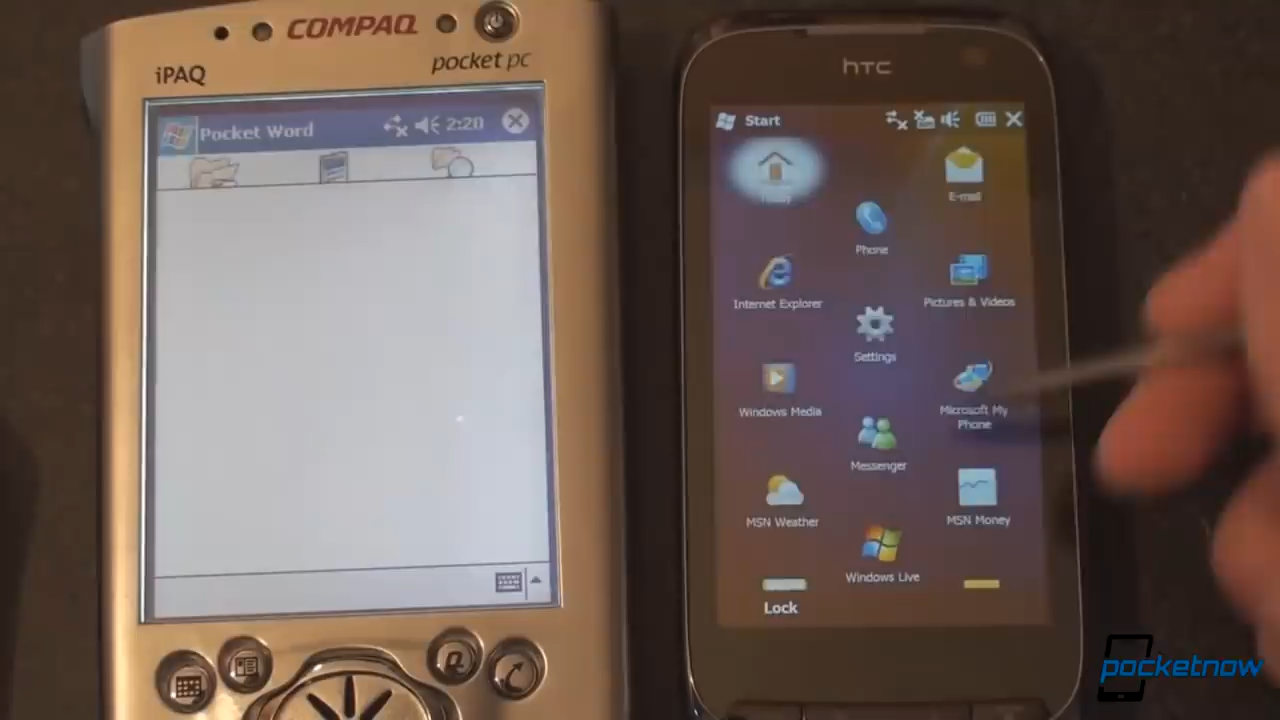 COMPAQ
iPAQ
pocket pc
Pocket Word
2:20
Q
hTC
Start
Today
E-mail
Phone
Internet Explorer
Pictures & Videos
Settings
Windows Media
Microsoft My
Phone
Messenger
MSN Weather
MSN Money
Windows Live
Lock
pocketnow